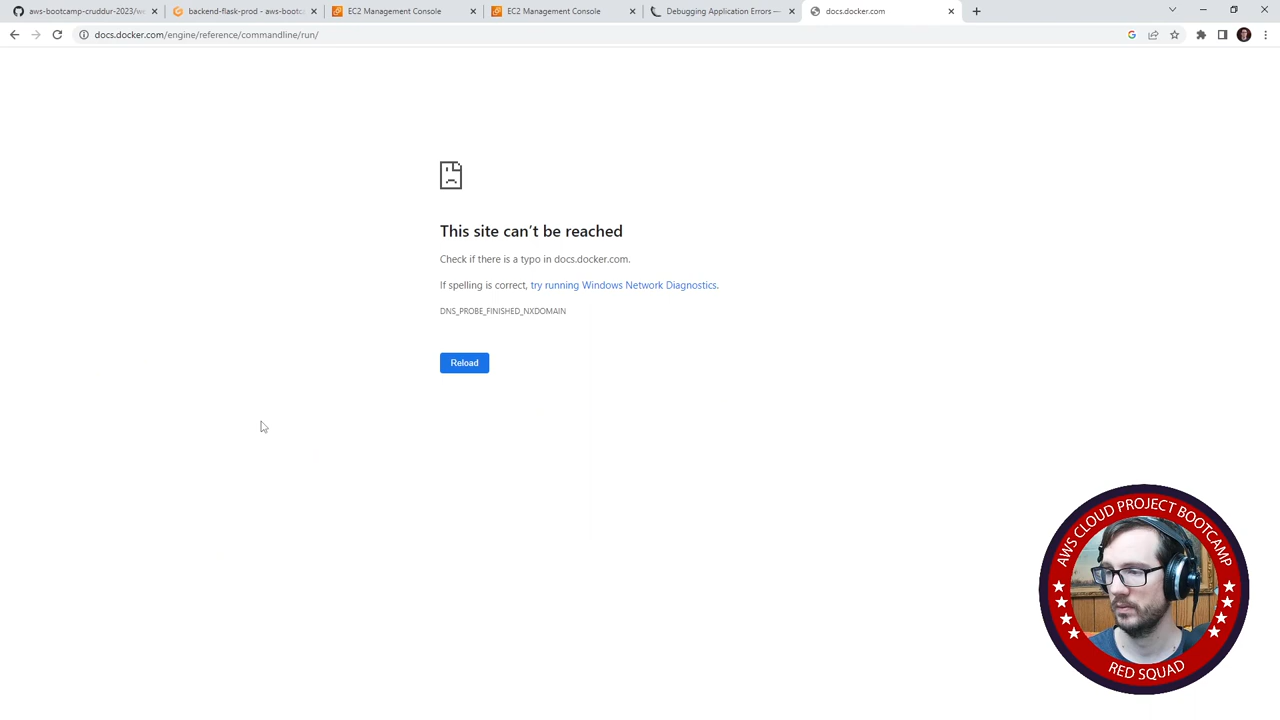 aws-bootcamp-cruddur-2023/we
backend-flask-prod - aws-bootc
EC2 Management Console
EC2 Management Console
Debugging Application Errors —
docs.docker.com
docs.docker.com/engine/reference/commandline/run/
This site can't be reached
Check if there is a typo in docs.docker.com.
If spelling is correct, try running Windows Network Diagnostics.
DNS_PROBE_FINISHED_NXDOMAIN
Reload
AWS CLOUD PROJECT BOOTCAMP
RED SQUAD